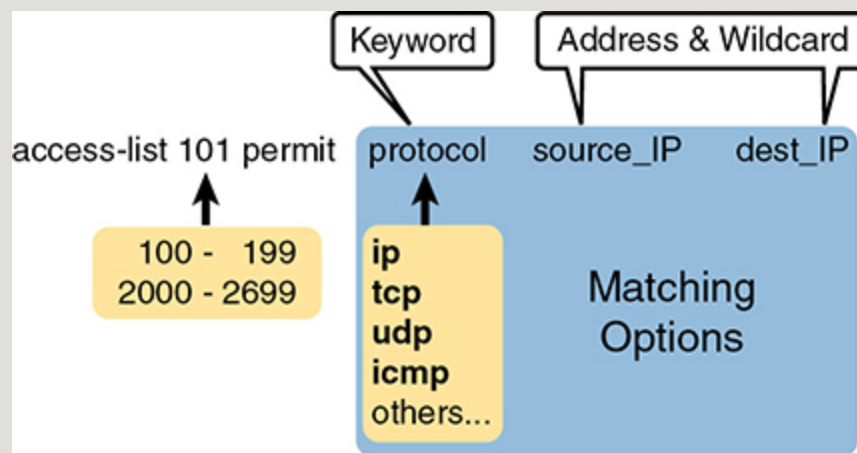 Keyword
Address & Wildcard
access-list 101 permit protocol source_IP dest_IP
100 - 199
2000 - 2699
ip
tcp
udp
icmp
others...
Matching
Options